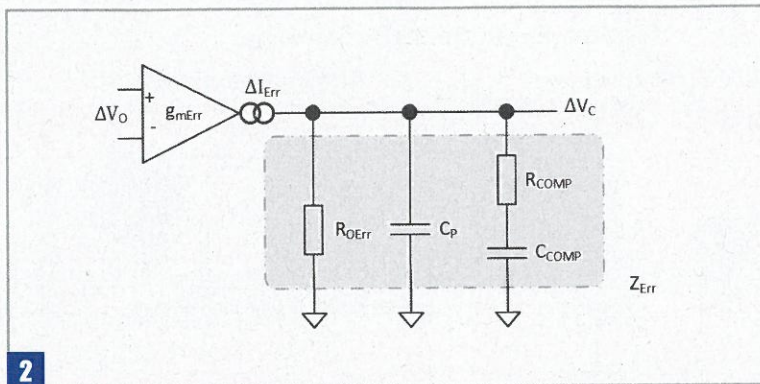 ΔI_Err
ΔV_O
+
-
g_mErr
ΔV_C
R_OErr
C_P
R_COMP
C_COMP
Z_Err
2